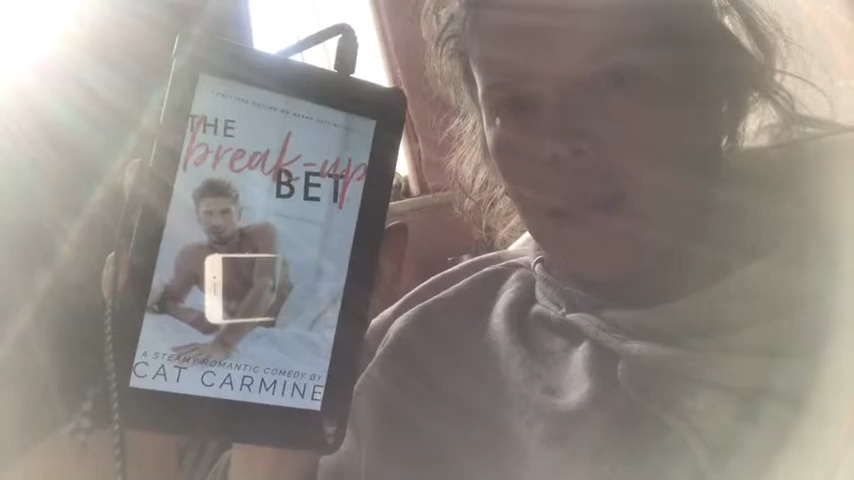 THE
break-up
BET
A STEAMY ROMANTIC COMEDY BY
CAT CARMINE